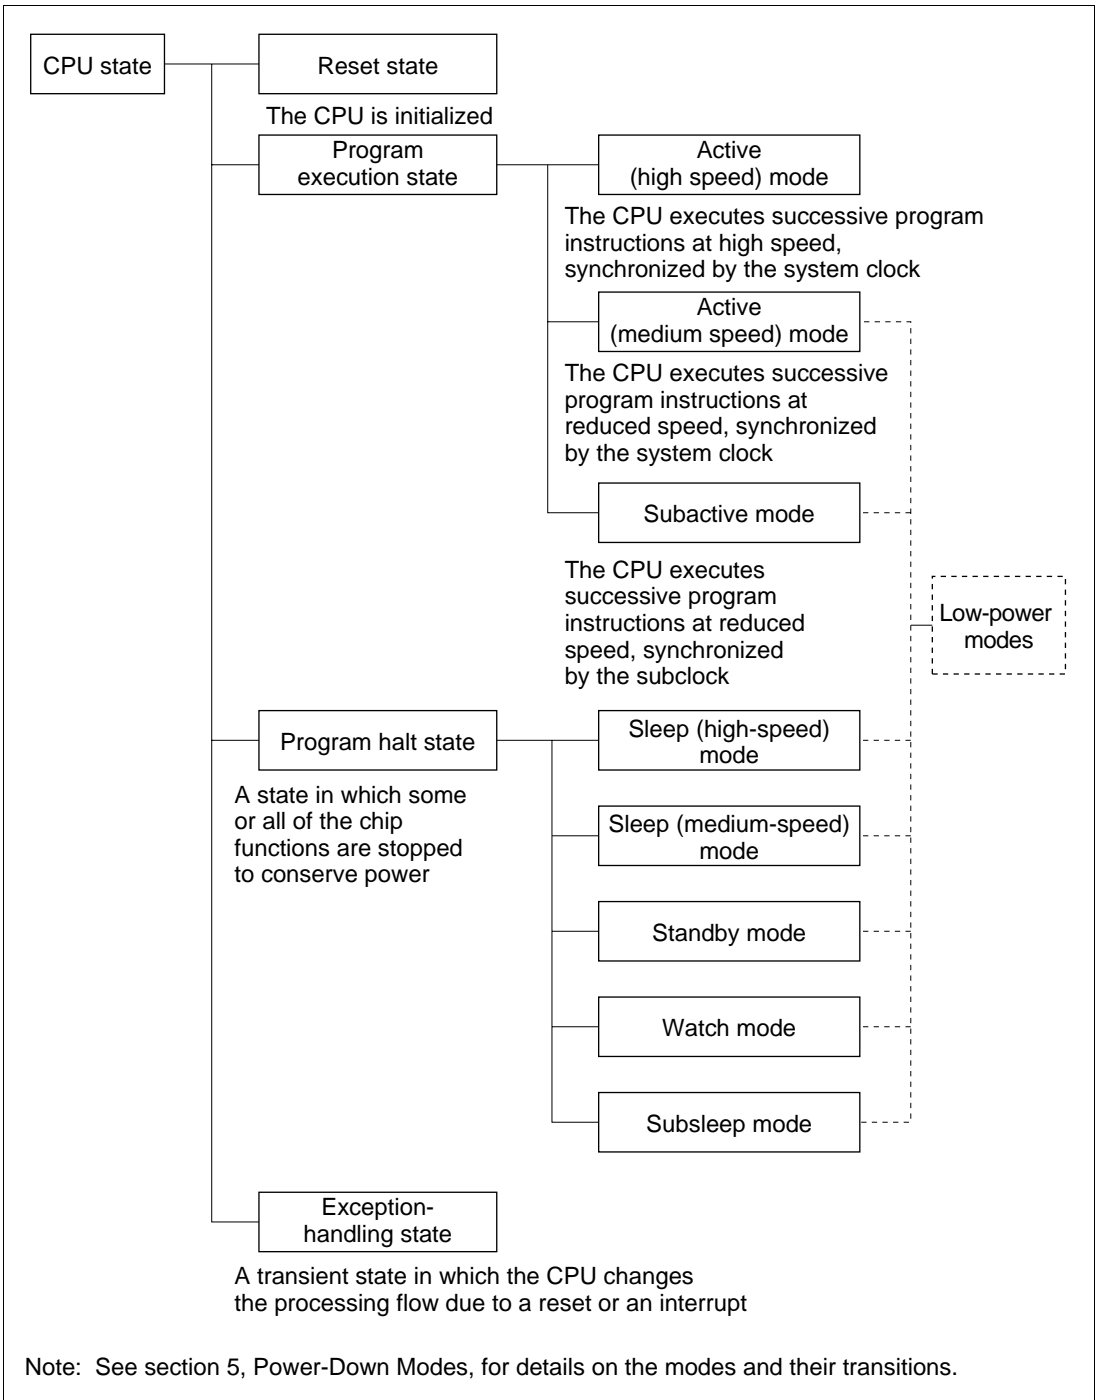 CPU state
Reset state
The CPU is initialized
Program
execution state
Active
(high speed) mode
The CPU executes successive program
instructions at high speed,
synchronized by the system clock
Active
(medium speed) mode
The CPU executes successive
program instructions at
reduced speed, synchronized
by the system clock
Subactive mode
The CPU executes
successive program
instructions at reduced
speed, synchronized
by the subclock
Low-power
modes
Program halt state
A state in which some
or all of the chip
functions are stopped
to conserve power
Sleep (high-speed)
mode
Sleep (medium-speed)
mode
Standby mode
Watch mode
Subsleep mode
Exception-
handling state
A transient state in which the CPU changes
the processing flow due to a reset or an interrupt
Note: See section 5, Power-Down Modes, for details on the modes and their transitions.